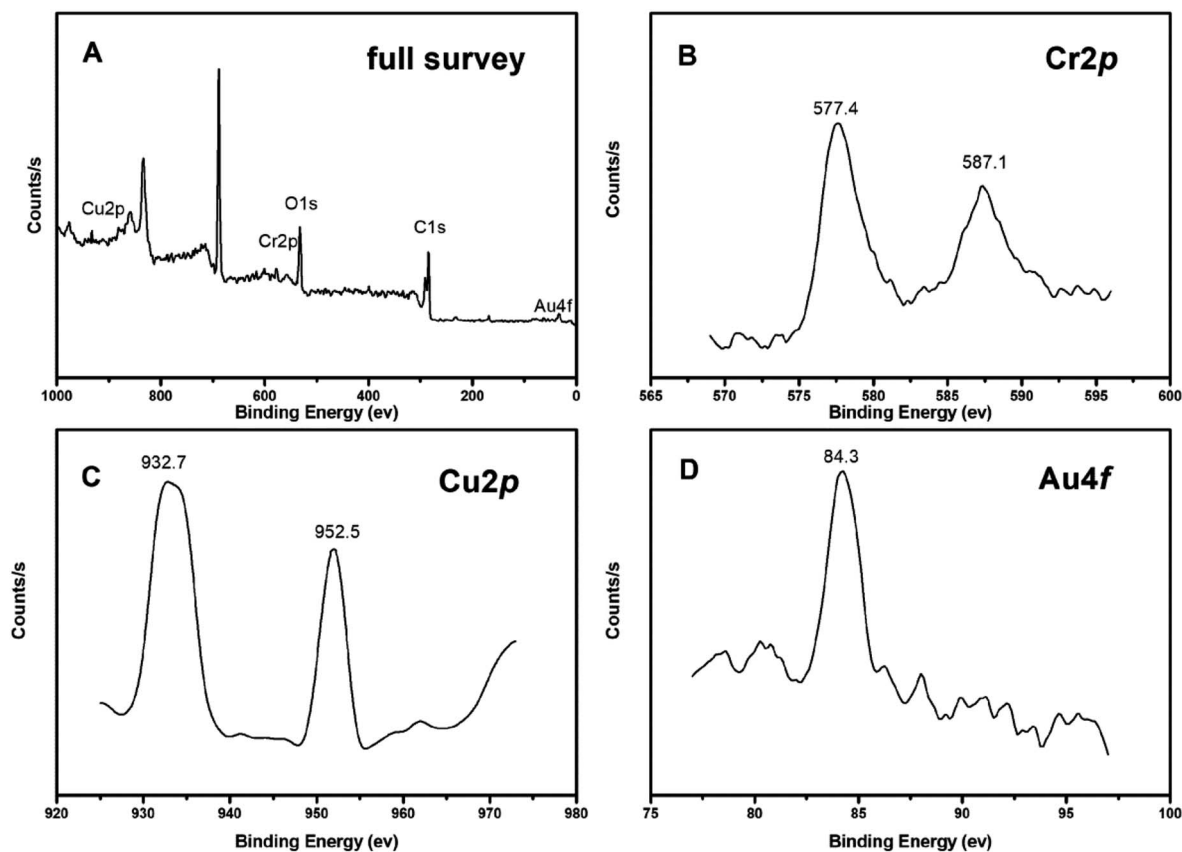 A
full survey
Counts/s
Cu2p
Cr2p
O1s
C1s
Au4f
1000 800 600 400 200 0
Binding Energy (ev)
B
Cr2p
Counts/s
577.4
587.1
565 570 575 580 585 590 595 600
Binding Energy (ev)
C
Cu2p
Counts/s
932.7
952.5
920 930 940 950 960 970 980
Binding Energy (ev)
D
Au4f
Counts/s
84.3
75 80 85 90 95 100
Binding Energy (ev)